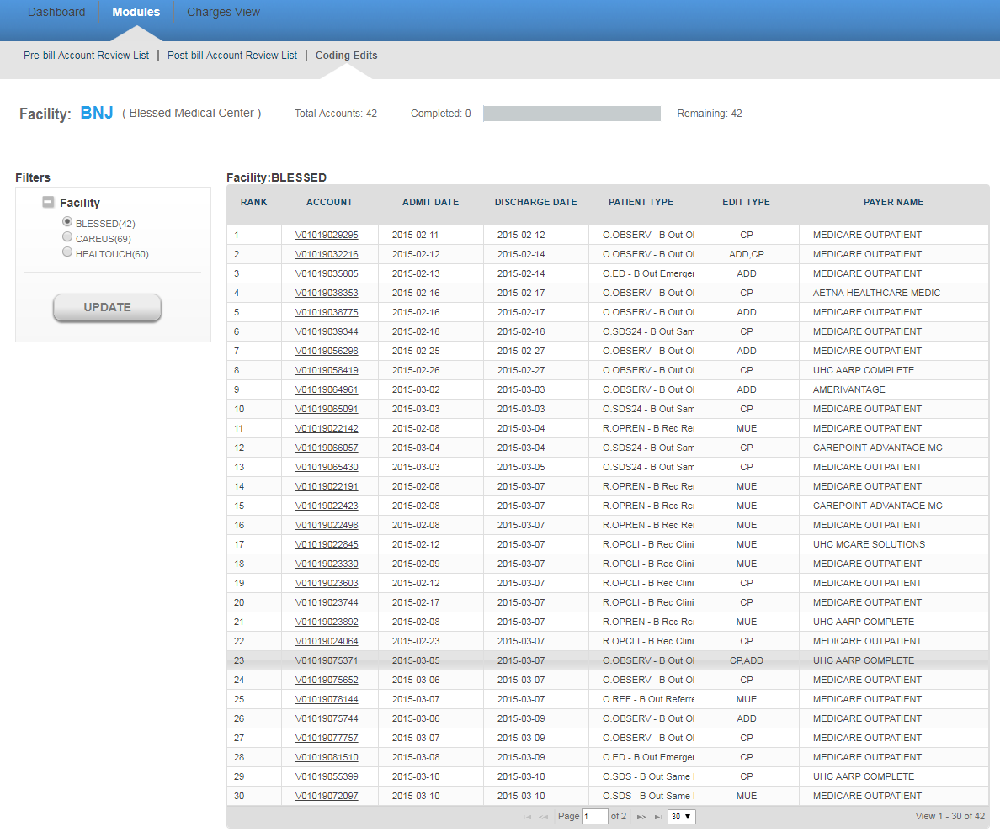 Dashboard Modules Charges View
Pre-bill Account Review List Post-bill Account Review List Coding Edits
Facility: BNJ ( Blessed Medical Center ) Total Accounts: 42 Completed: 0 Remaining: 42
Filters
Facility
BLESSED(42)
CAREUS(69)
HEALTOUCH(60)
UPDATE
Facility:BLESSED
RANK ACCOUNT ADMIT DATE DISCHARGE DATE PATIENT TYPE EDIT TYPE PAYER NAME
1 V01019029295 2015-02-11 2015-02-12 O.OBSERV - B Out O CP MEDICARE OUTPATIENT
2 V01019032216 2015-02-12 2015-02-14 O.OBSERV - B Out O ADD,CP MEDICARE OUTPATIENT
3 V01019035805 2015-02-13 2015-02-14 O.ED - B Out Emerger ADD MEDICARE OUTPATIENT
4 V01019038353 2015-02-16 2015-02-17 O.OBSERV - B Out O CP AETNA HEALTHCARE MEDIC
5 V01019038775 2015-02-16 2015-02-17 O.OBSERV - B Out O ADD MEDICARE OUTPATIENT
6 V01019039344 2015-02-18 2015-02-18 O.SDS24 - B Out Sam CP MEDICARE OUTPATIENT
7 V01019056298 2015-02-25 2015-02-27 O.OBSERV - B Out O ADD MEDICARE OUTPATIENT
8 V01019058419 2015-02-26 2015-02-27 O.OBSERV - B Out O CP UHC AARP COMPLETE
9 V01019064961 2015-03-02 2015-03-03 O.OBSERV - B Out O ADD AMERIVANTAGE
10 V01019065091 2015-03-03 2015-03-03 O.SDS24 - B Out Sam CP MEDICARE OUTPATIENT
11 V01019022142 2015-02-08 2015-03-04 R.OPREN - B Rec Re MUE MEDICARE OUTPATIENT
12 V01019066057 2015-03-04 2015-03-04 O.SDS24 - B Out Sam CP CAREPOINT ADVANTAGE MC
13 V01019065430 2015-03-03 2015-03-05 O.SDS24 - B Out Sam CP MEDICARE OUTPATIENT
14 V01019022191 2015-02-08 2015-03-07 R.OPREN - B Rec Re MUE MEDICARE OUTPATIENT
15 V01019022423 2015-02-08 2015-03-07 R.OPREN - B Rec Re MUE CAREPOINT ADVANTAGE MC
16 V01019022498 2015-02-08 2015-03-07 R.OPREN - B Rec Re MUE MEDICARE OUTPATIENT
17 V01019022845 2015-02-12 2015-03-07 R.OPCLI - B Rec Clini MUE UHC MCARE SOLUTIONS
18 V01019023330 2015-02-09 2015-03-07 R.OPCLI - B Rec Clini MUE MEDICARE OUTPATIENT
19 V01019023603 2015-02-12 2015-03-07 R.OPCLI - B Rec Clini CP MEDICARE OUTPATIENT
20 V01019023744 2015-02-17 2015-03-07 R.OPCLI - B Rec Clini CP MEDICARE OUTPATIENT
21 V01019023892 2015-02-08 2015-03-07 R.OPREN - B Rec Re MUE UHC AARP COMPLETE
22 V01019024064 2015-02-23 2015-03-07 R.OPCLI - B Rec Clini CP MEDICARE OUTPATIENT
23 V01019075371 2015-03-05 2015-03-07 O.OBSERV - B Out O CP,ADD UHC AARP COMPLETE
24 V01019075652 2015-03-06 2015-03-07 O.OBSERV - B Out O CP MEDICARE OUTPATIENT
25 V01019078144 2015-03-07 2015-03-07 O.REF - B Out Referre MUE MEDICARE OUTPATIENT
26 V01019075744 2015-03-06 2015-03-09 O.OBSERV - B Out O ADD MEDICARE OUTPATIENT
27 V01019077757 2015-03-07 2015-03-09 O.OBSERV - B Out O CP MEDICARE OUTPATIENT
28 V01019081510 2015-03-08 2015-03-09 O.ED - B Out Emerger CP MEDICARE OUTPATIENT
29 V01019055399 2015-03-10 2015-03-10 O.SDS - B Out Same CP UHC AARP COMPLETE
30 V01019072097 2015-03-10 2015-03-10 O.SDS - B Out Same MUE MEDICARE OUTPATIENT
Page 1 of 2 30 View 1 - 30 of 42